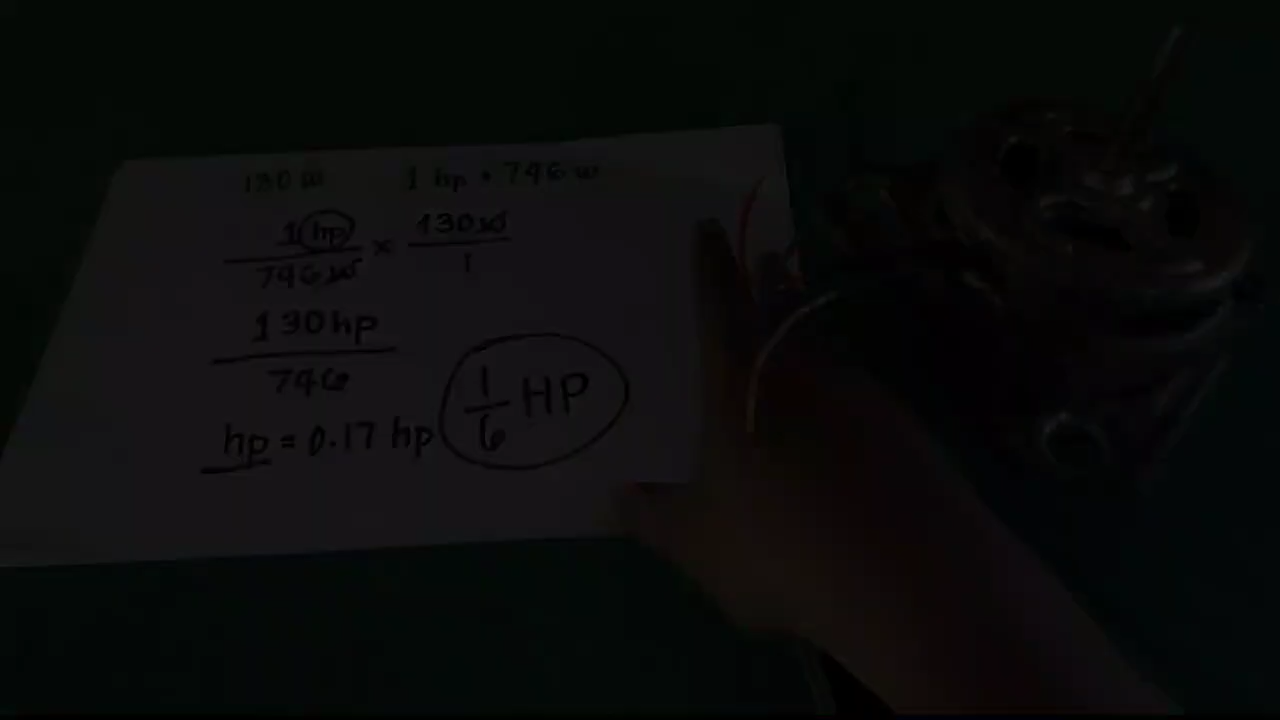 130 w 1 hp = 746 w
1 hp × 130 w
746 w 1
130 hp
746
hp = 0.17 hp 1/6 HP